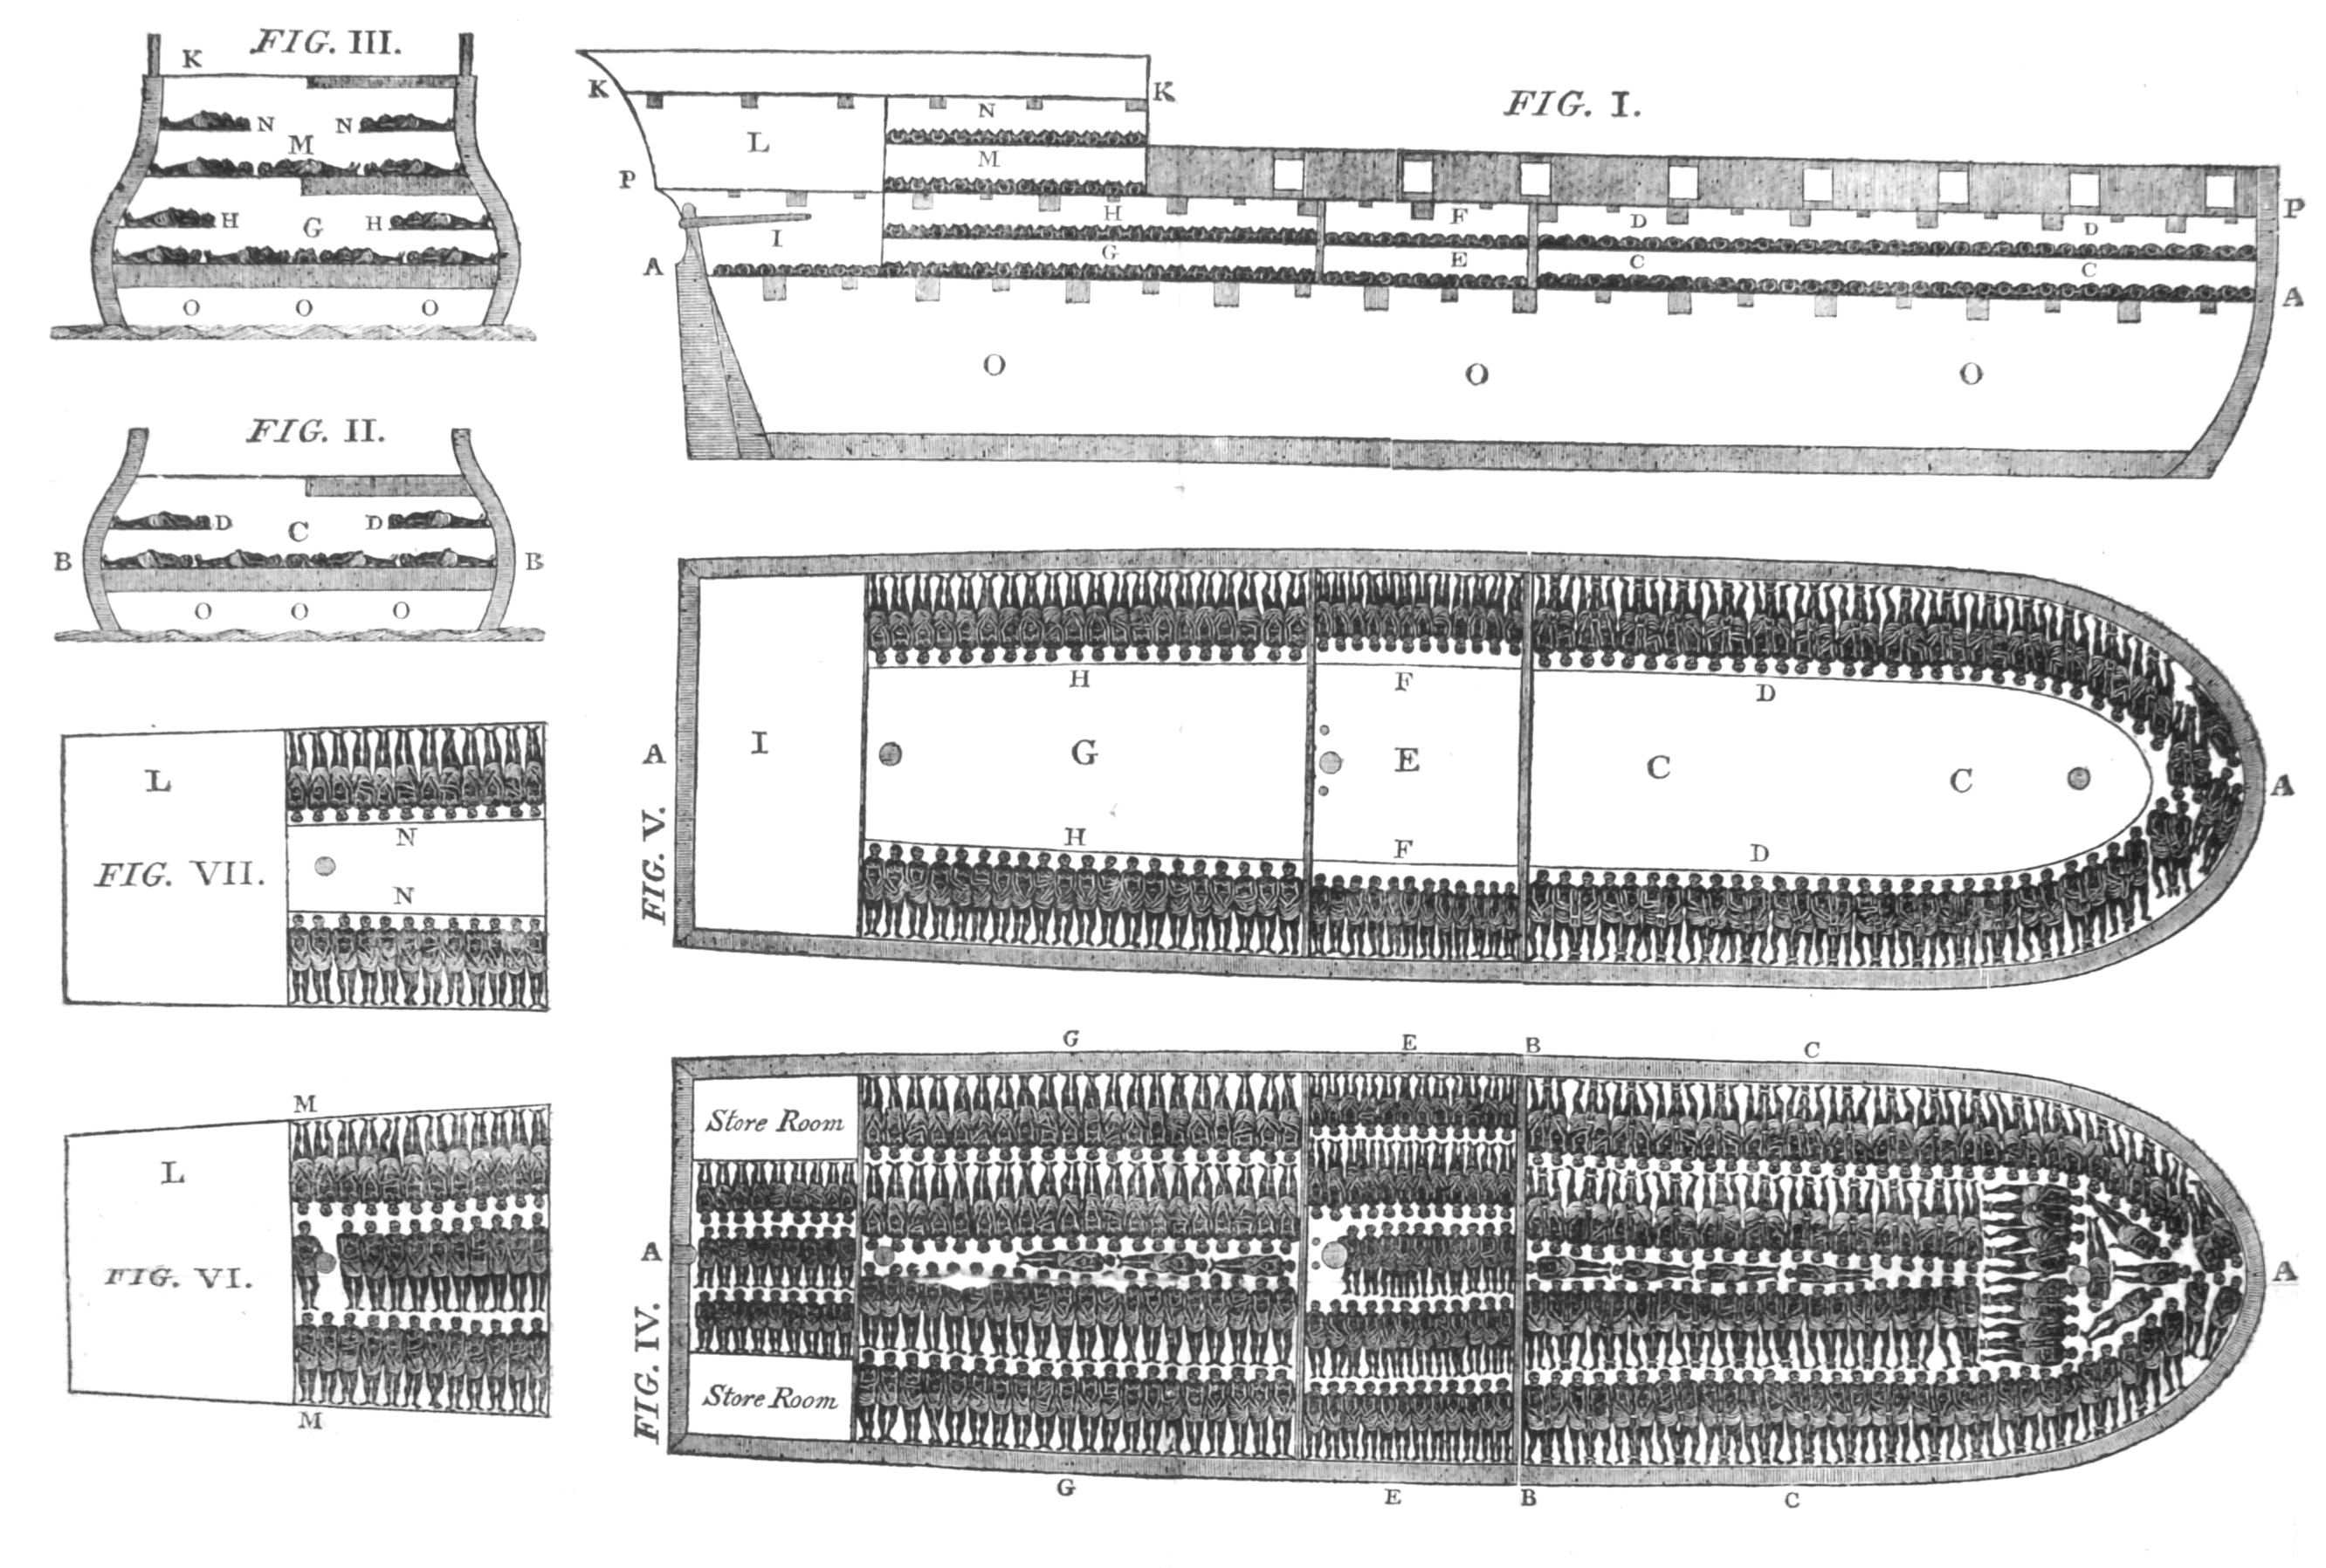 FIG. III.
K
N N
M
H G H
O O O
FIG. II.
D C D
B B
O O O
L
N
FIG. VII.
N
M
L
FIG. VI.
M
FIG. I.
K K
N
L
M
P P
H F D D
I
G E C C
A A
O O O
FIG. V.
H F D
A I G E C C A
H F D
FIG. IV.
G E B C
Store Room
A A
Store Room
G E B C